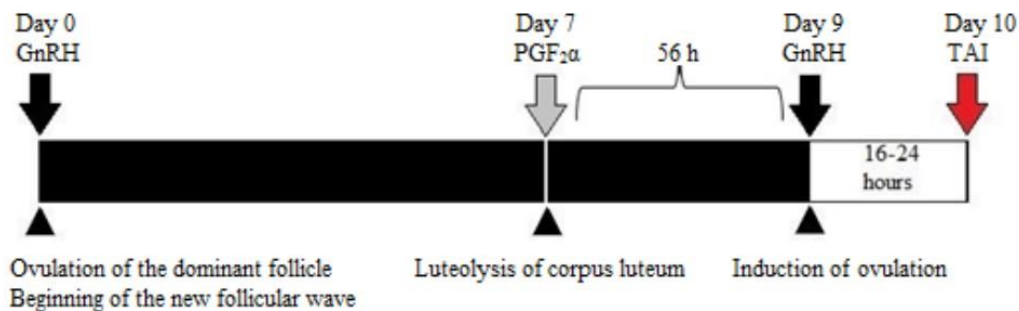 Day 0
GnRH
Day 7
PGF₂α
56 h
Day 9
GnRH
Day 10
TAI
16-24
hours
Ovulation of the dominant follicle
Beginning of the new follicular wave
Luteolysis of corpus luteum
Induction of ovulation